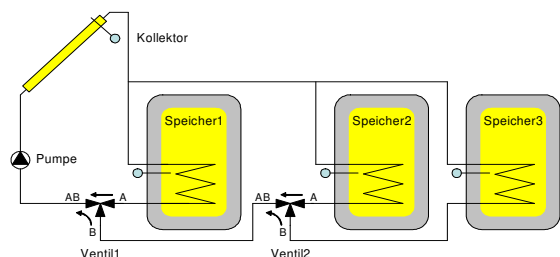 Kollektor
Speicher1
Speicher2
Speicher3
Pumpe
AB
A
B
AB
A
B
Ventil1
Ventil2